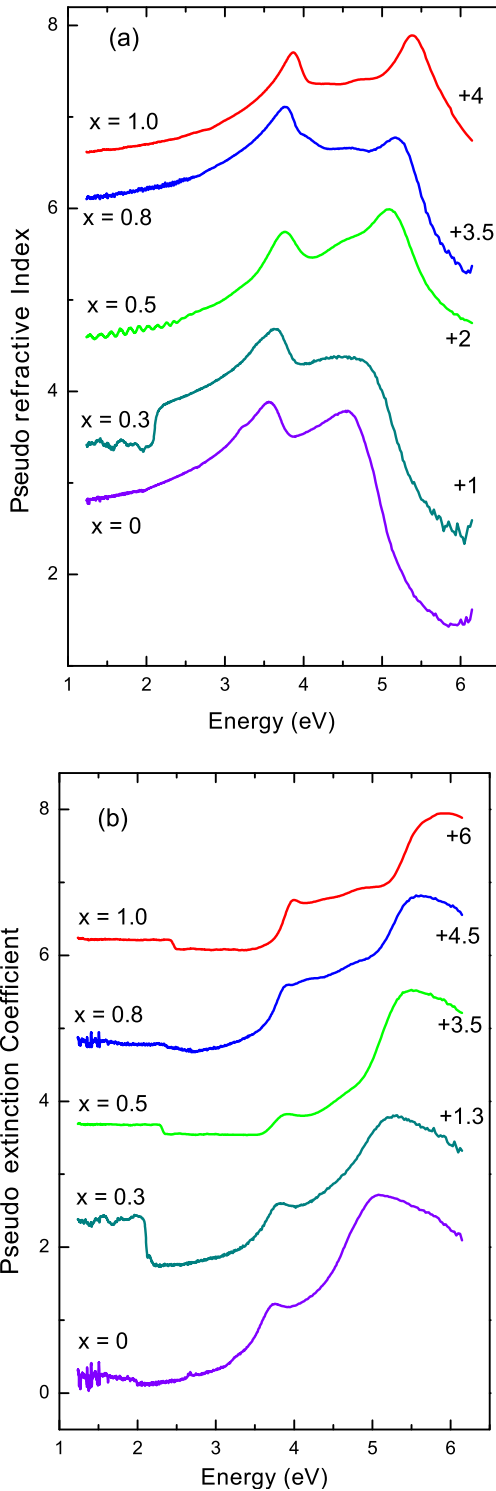 (a)
8
x = 1.0
+4
6
x = 0.8
+3.5
x = 0.5
+2
4
x = 0.3
+1
x = 0
2
Pseudo refractive Index
1 2 3 4 5 6
Energy (eV)
(b)
8
+6
x = 1.0
6
+4.5
x = 0.8
+3.5
4
x = 0.5
+1.3
x = 0.3
2
x = 0
0
Pseudo extinction Coefficient
1 2 3 4 5 6
Energy (eV)